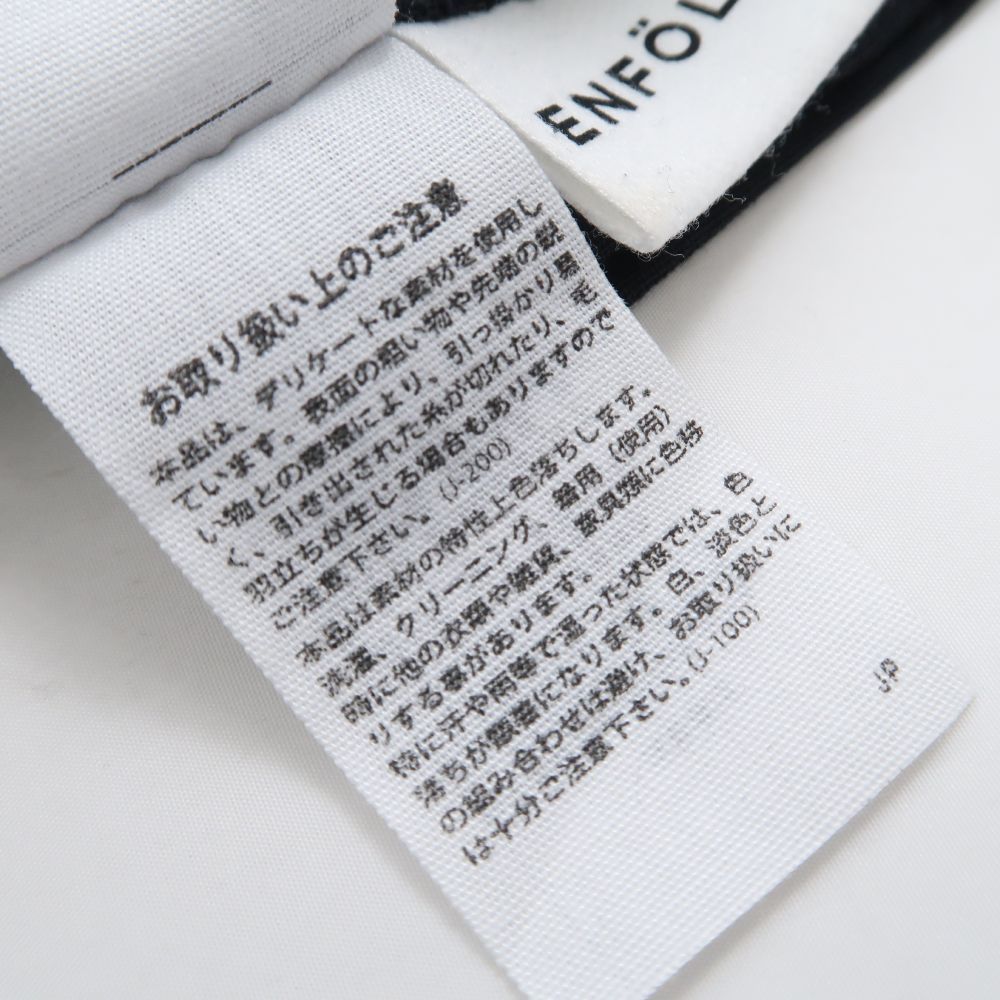 ENFÖL
お取り扱い上のご注意
本品は、デリケートな素材を使用し
ています。表面の粗い物や先端の鋭
い物との摩擦により、引っ掛かり易
く、引き出された糸が切れたり、毛
羽立ちが生じる場合もありますので
ご注意下さい。(J-200)
本品は素材の特性上色落ちします。
洗濯、クリーニング、着用(使用)
時に他の衣類や雑貨、家具類に色移
りする事があります。
特に汗や雨等で湿った状態では、色
落ちが顕著になります。白、淡色と
の組み合わせは避け、お取り扱いに
は十分ご注意下さい。(J-100)
JP